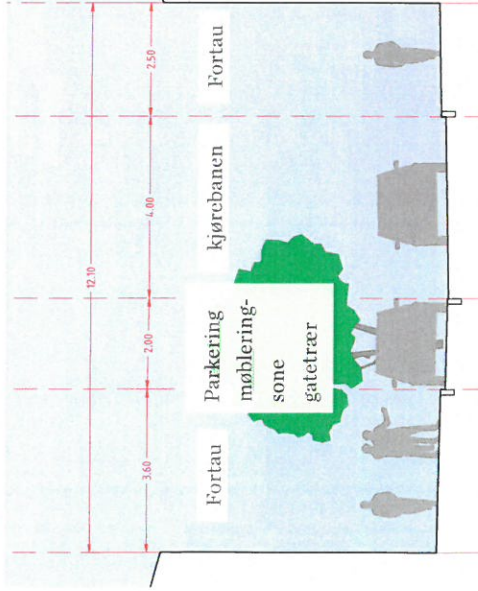 12.10
3.60
2.00
4.00
2.50
Fortau
Parkering
møblering-
sone
gatetrær
kjørebanen
Fortau